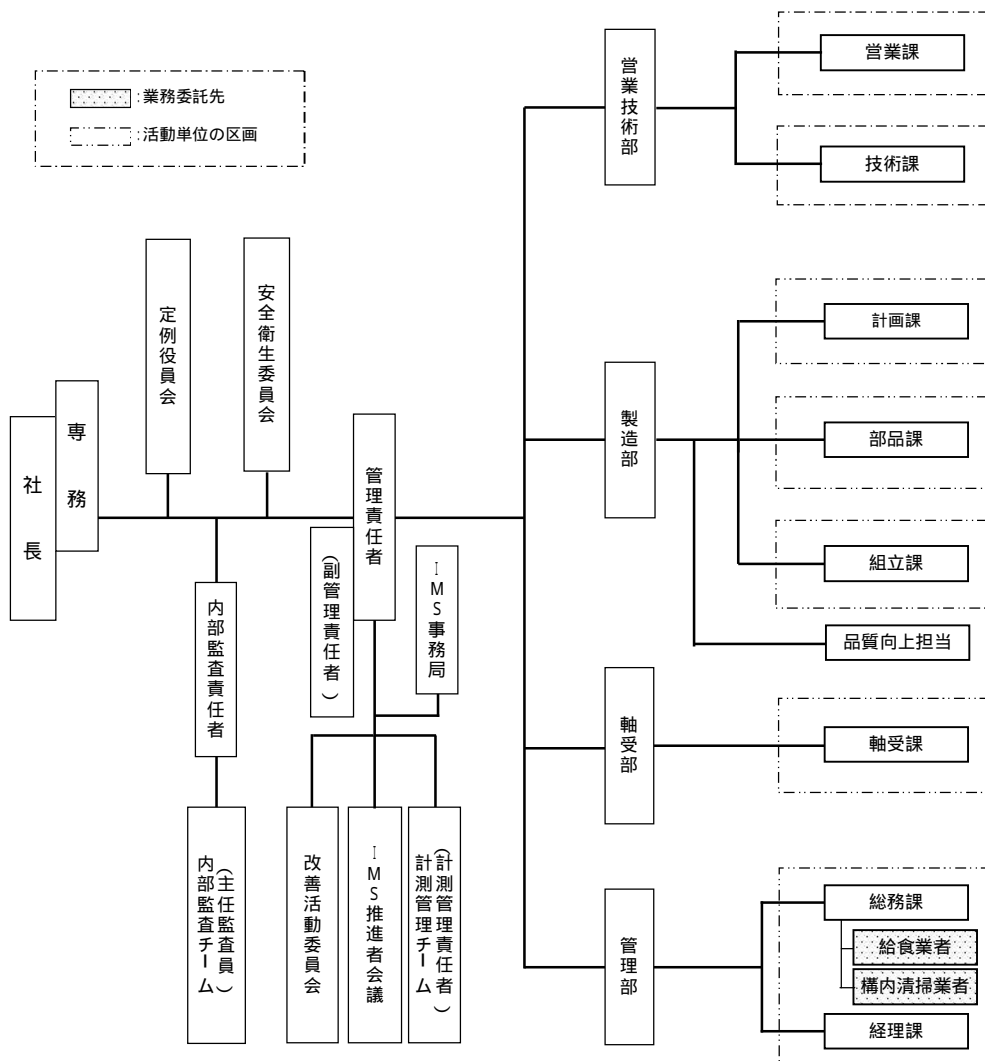 :業務委託先
:活動単位の区画
社長
専務
定例役員会
安全衛生委員会
内部監査責任者
(主任監査員)
内部監査チーム
管理責任者
(副管理責任者)
IMS事務局
改善活動委員会
IMS推進者会議
(計測管理責任者)
計測管理チーム
営業技術部
営業課
技術課
製造部
計画課
部品課
組立課
品質向上担当
軸受部
軸受課
管理部
総務課
給食業者
構内清掃業者
経理課